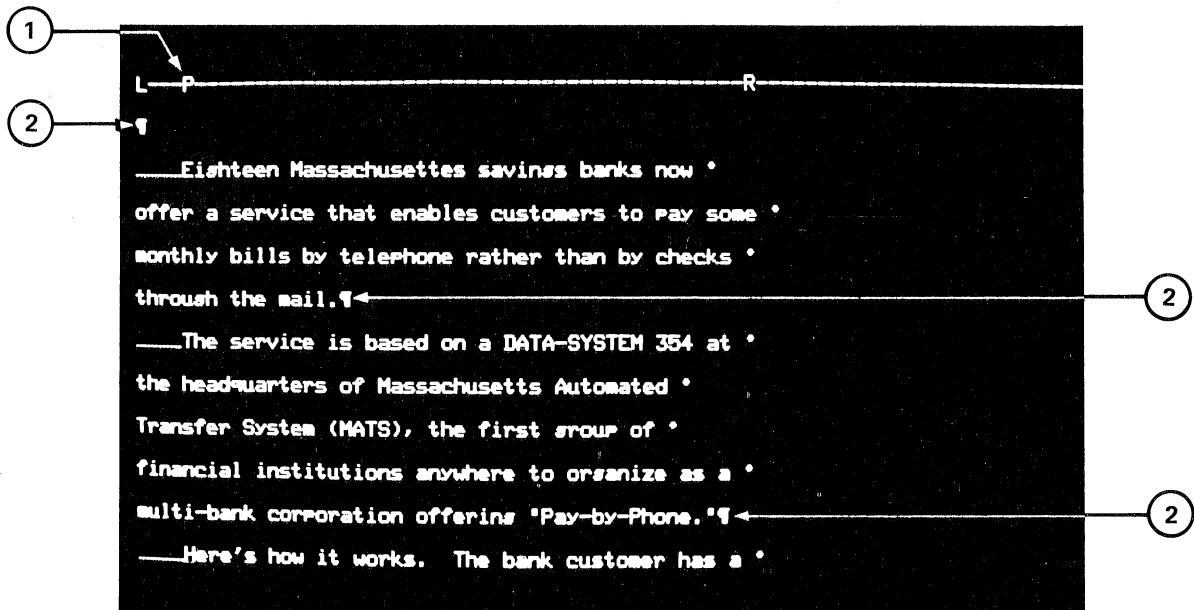 1
L---P---R---
2 ¶
____Eighteen Massachusettes savings banks now •
offer a service that enables customers to pay some •
monthly bills by telephone rather than by checks •
through the mail.¶ 2
____The service is based on a DATA-SYSTEM 354 at •
the headquarters of Massachusetts Automated •
Transfer System (MATS), the first group of •
financial institutions anywhere to organize as a •
multi-bank corporation offering "Pay-by-Phone."¶ 2
____Here's how it works.  The bank customer has a •